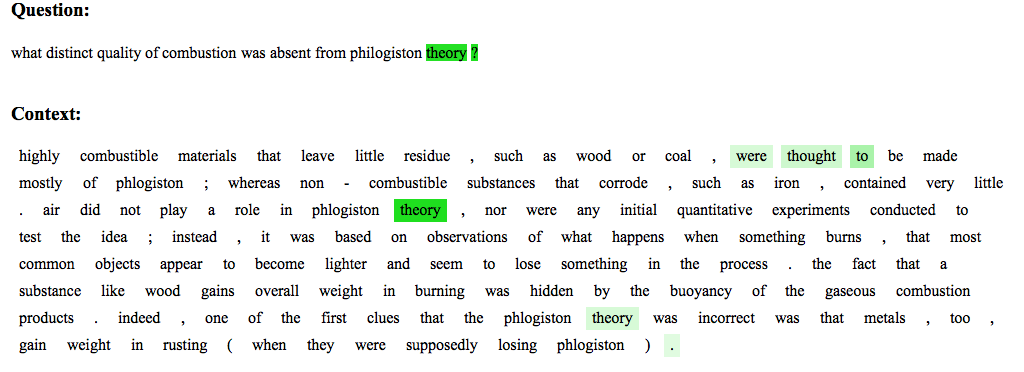 Question:
what distinct quality of combustion was absent from philogiston theory ?
Context:
highly combustible materials that leave little residue , such as wood or coal , were thought to be made
mostly of phlogiston ; whereas non - combustible substances that corrode , such as iron , contained very little
. air did not play a role in phlogiston theory , nor were any initial quantitative experiments conducted to
test the idea ; instead , it was based on observations of what happens when something burns , that most
common objects appear to become lighter and seem to lose something in the process . the fact that a
substance like wood gains overall weight in burning was hidden by the buoyancy of the gaseous combustion
products . indeed , one of the first clues that the phlogiston theory was incorrect was that metals , too ,
gain weight in rusting ( when they were supposedly losing phlogiston ) .